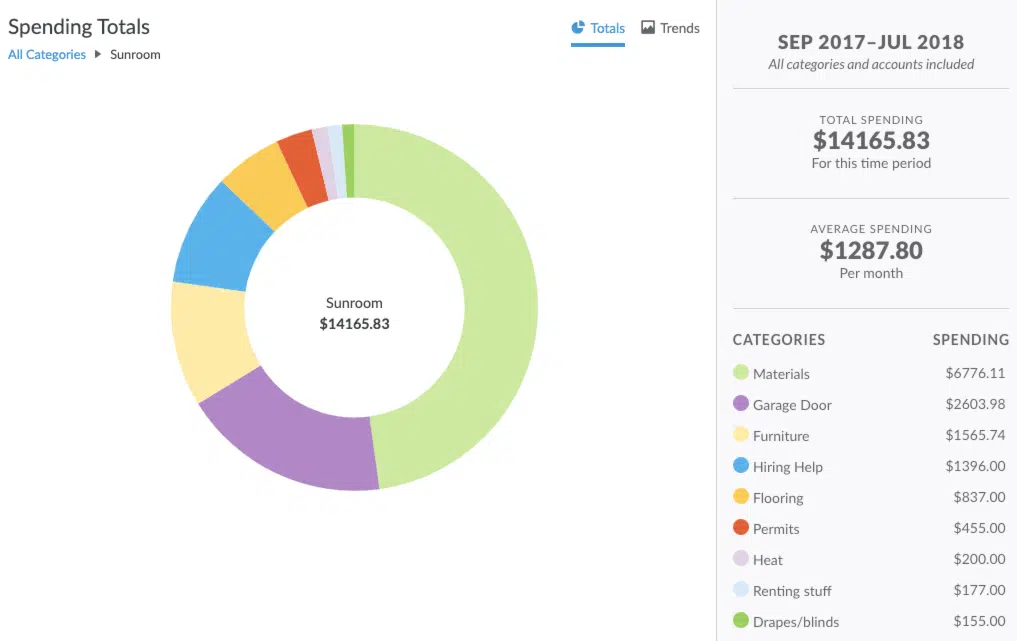 Spending Totals
Totals
Trends
All Categories Sunroom
Sunroom
$14165.83
SEP 2017–JUL 2018
All categories and accounts included
TOTAL SPENDING
$14165.83
For this time period
AVERAGE SPENDING
$1287.80
Per month
CATEGORIES SPENDING
Materials $6776.11
Garage Door $2603.98
Furniture $1565.74
Hiring Help $1396.00
Flooring $837.00
Permits $455.00
Heat $200.00
Renting stuff $177.00
Drapes/blinds $155.00